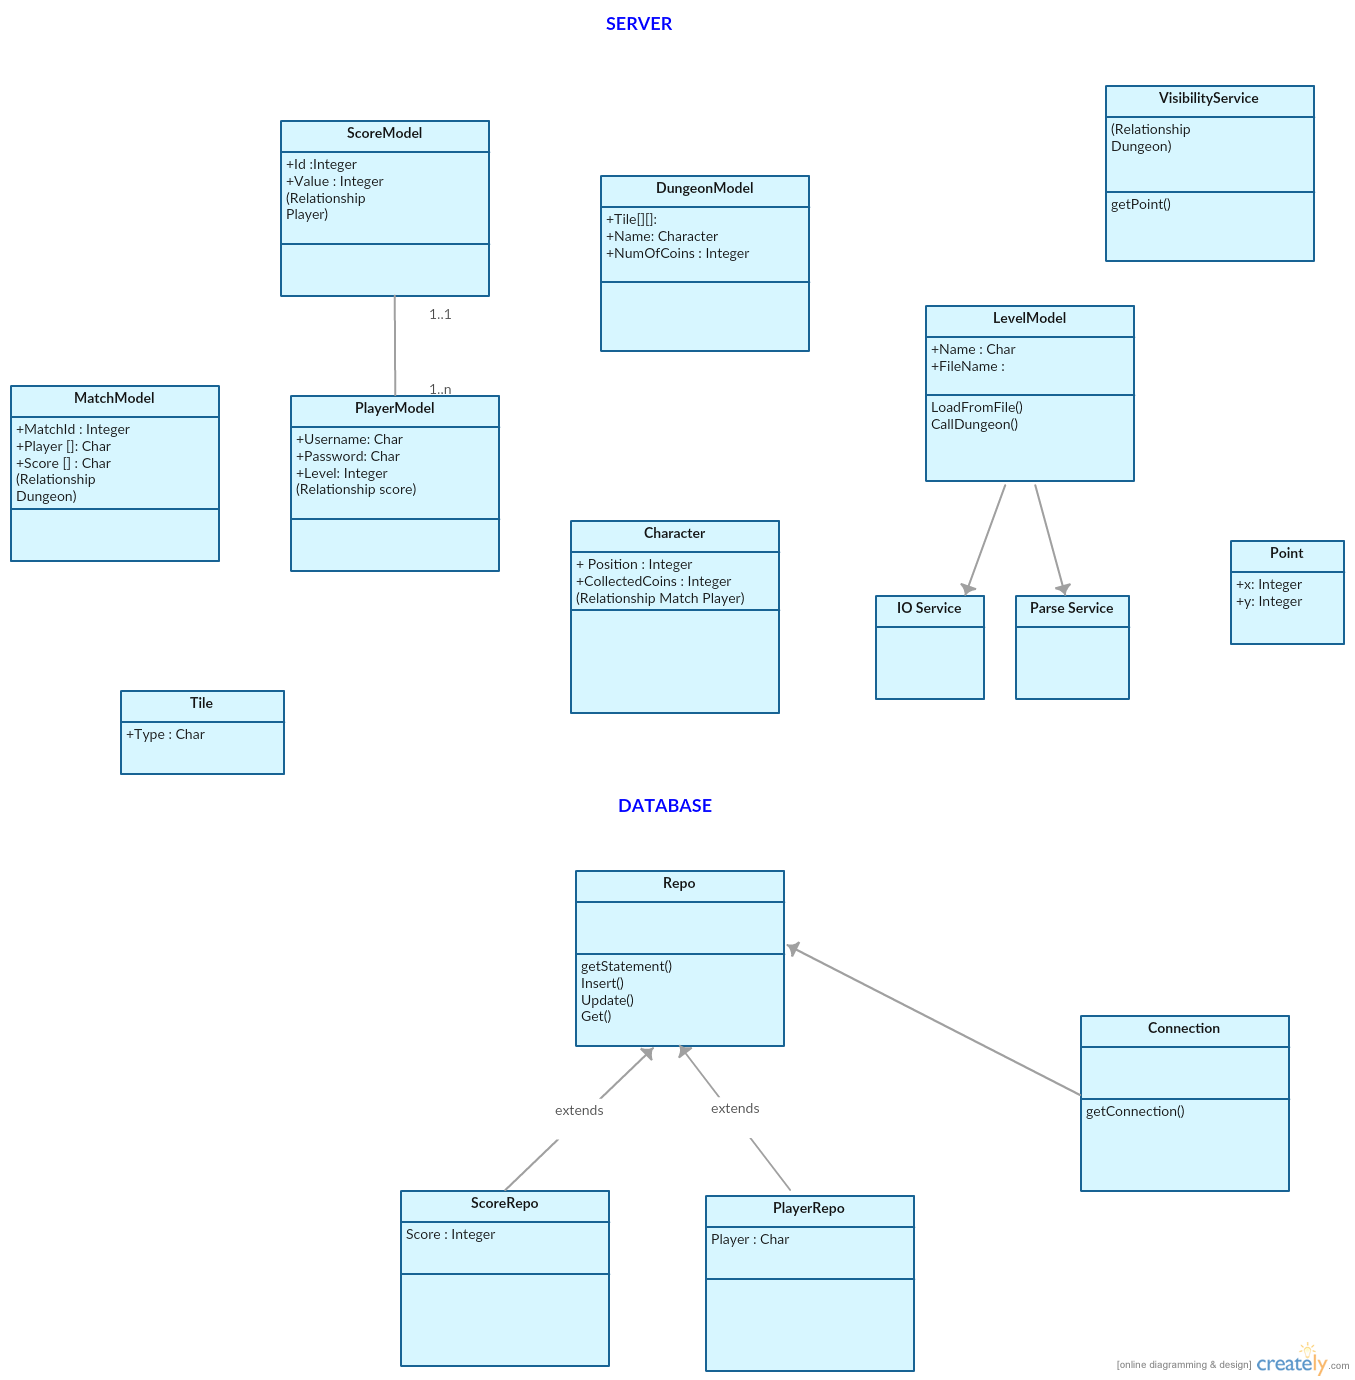 SERVER
VisibilityService
(Relationship
Dungeon)
getPoint()
ScoreModel
+Id :Integer
+Value : Integer
(Relationship
Player)
DungeonModel
+Tile[][]:
+Name: Character
+NumOfCoins : Integer
LevelModel
+Name : Char
+FileName :
LoadFromFile()
CallDungeon()
1..1
1..n
MatchModel
+MatchId : Integer
+Player []: Char
+Score [] : Char
(Relationship
Dungeon)
PlayerModel
+Username: Char
+Password: Char
+Level: Integer
(Relationship score)
Character
+ Position : Integer
+CollectedCoins : Integer
(Relationship Match Player)
IO Service
Parse Service
Point
+x: Integer
+y: Integer
Tile
+Type : Char
DATABASE
Repo
getStatement()
Insert()
Update()
Get()
Connection
getConnection()
extends
extends
ScoreRepo
Score : Integer
PlayerRepo
Player : Char
[online diagramming & design] creately.com